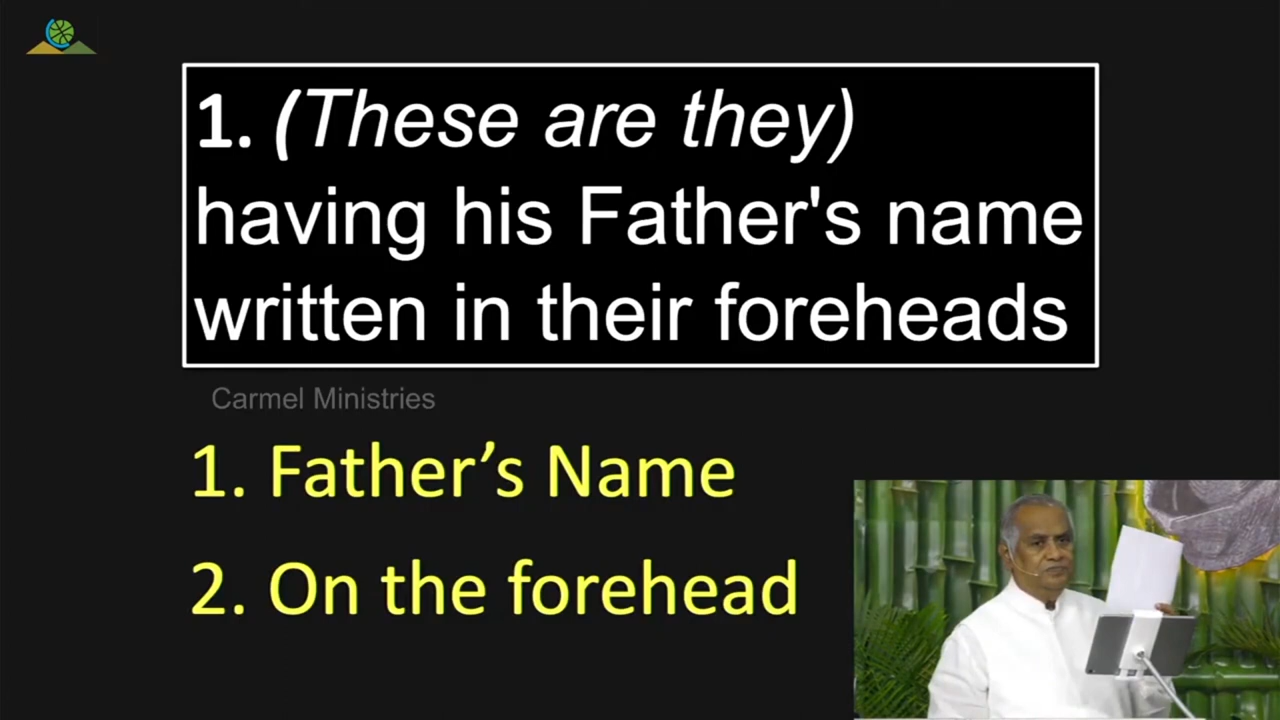 1. (These are they)
having his Father's name
written in their foreheads
Carmel Ministries
1. Father’s Name
2. On the forehead